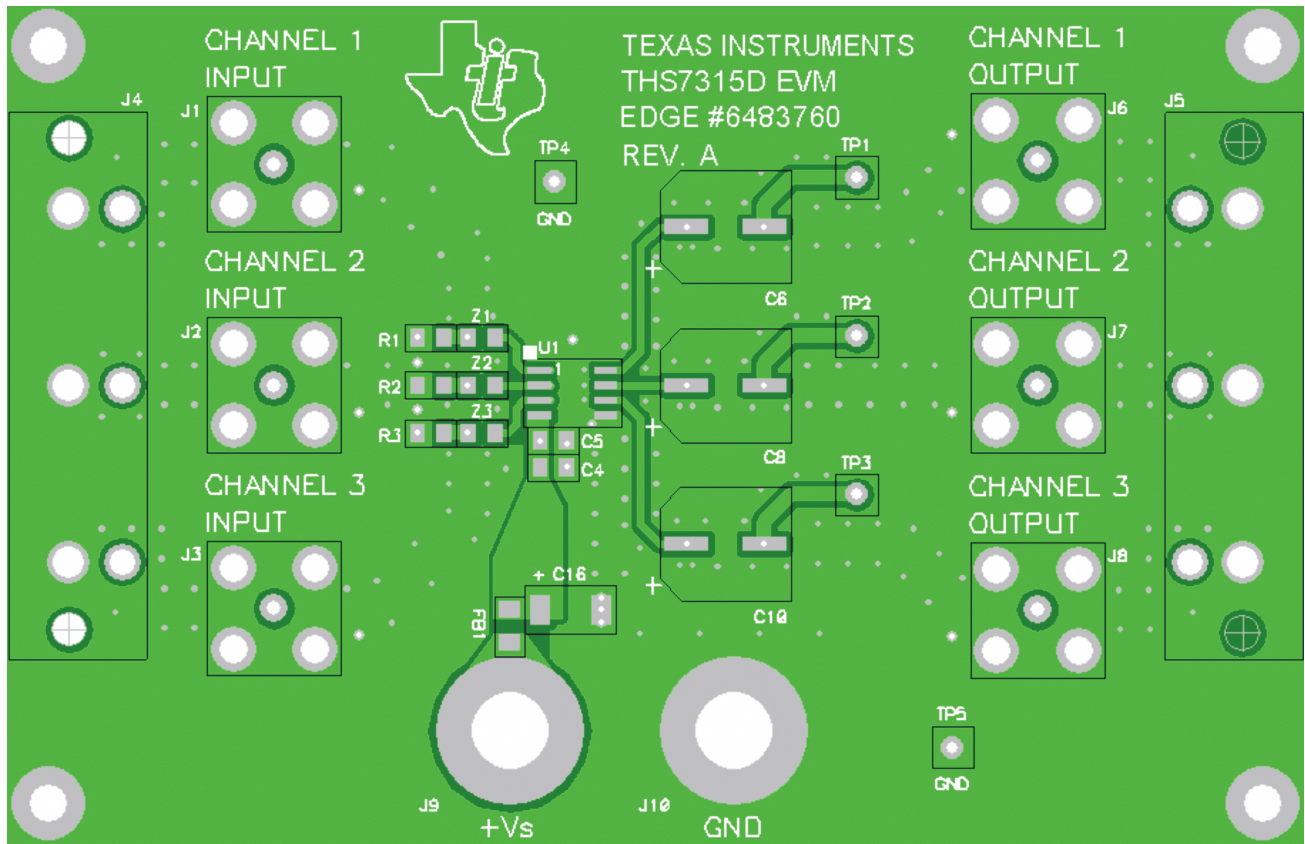 CHANNEL 1
INPUT
TEXAS INSTRUMENTS
THS7315D EVM
EDGE #6483760
REV. A
CHANNEL 1
OUTPUT
J4
J1
J6
J5
TP4
GND
TP1
CHANNEL 2
INPUT
CHANNEL 2
OUTPUT
+
C6
J2
TP2
J7
Z1
R1
U1
1
Z2
R2
Z3
R3
C5
C4
+
C8
TP3
CHANNEL 3
INPUT
CHANNEL 3
OUTPUT
J3
J8
+ C16
+
C10
FB1
TP5
GND
J9
J10
+Vs
GND